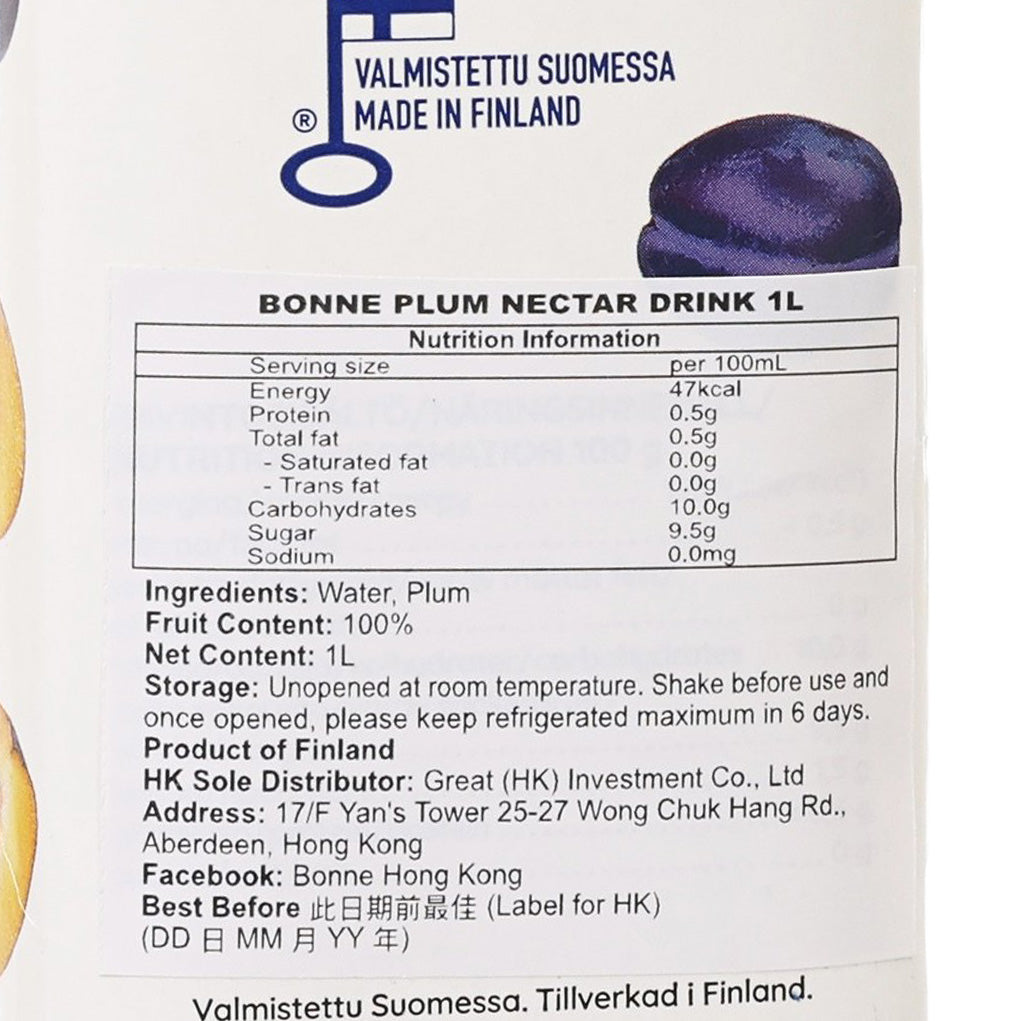 VALMISTETTU SUOMESSA
MADE IN FINLAND
®
BONNE PLUM NECTAR DRINK 1L
Nutrition Information
Serving size per 100mL
Energy 47kcal
Protein 0.5g
Total fat 0.5g
- Saturated fat 0.0g
- Trans fat 0.0g
Carbohydrates 10.0g
Sugar 9.5g
Sodium 0.0mg
Ingredients: Water, Plum
Fruit Content: 100%
Net Content: 1L
Storage: Unopened at room temperature. Shake before use and
once opened, please keep refrigerated maximum in 6 days.
Product of Finland
HK Sole Distributor: Great (HK) Investment Co., Ltd
Address: 17/F Yan's Tower 25-27 Wong Chuk Hang Rd.,
Aberdeen, Hong Kong
Facebook: Bonne Hong Kong
Best Before 此日期前最佳 (Label for HK)
(DD 日 MM 月 YY 年)
Valmistettu Suomessa. Tillverkad i Finland.